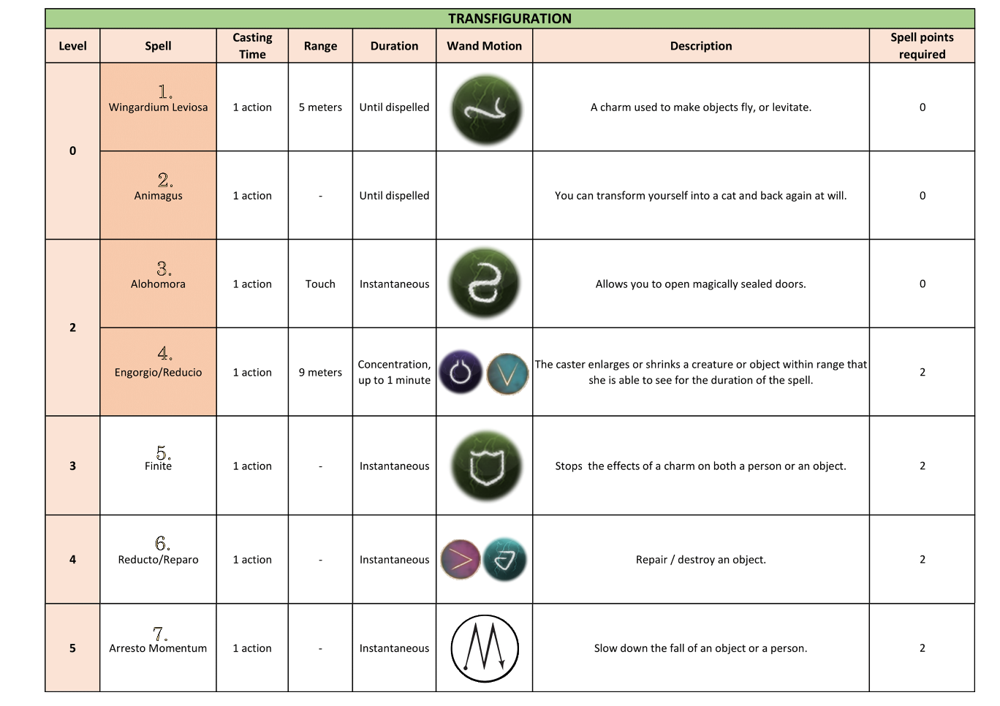 TRANSFIGURATION
Level Spell Casting Time Range Duration Wand Motion Description Spell points required
0
1.
Wingardium Leviosa 1 action 5 meters Until dispelled A charm used to make objects fly, or levitate. 0
2.
Animagus 1 action - Until dispelled You can transform yourself into a cat and back again at will. 0
2
3.
Alohomora 1 action Touch Instantaneous Allows you to open magically sealed doors. 0
4.
Engorgio/Reducio 1 action 9 meters Concentration, up to 1 minute The caster enlarges or shrinks a creature or object within range that she is able to see for the duration of the spell. 2
3
5.
Finite 1 action - Instantaneous Stops  the effects of a charm on both a person or an object. 2
4
6.
Reducto/Reparo 1 action - Instantaneous Repair / destroy an object. 2
5
7.
Arresto Momentum 1 action - Instantaneous Slow down the fall of an object or a person. 2